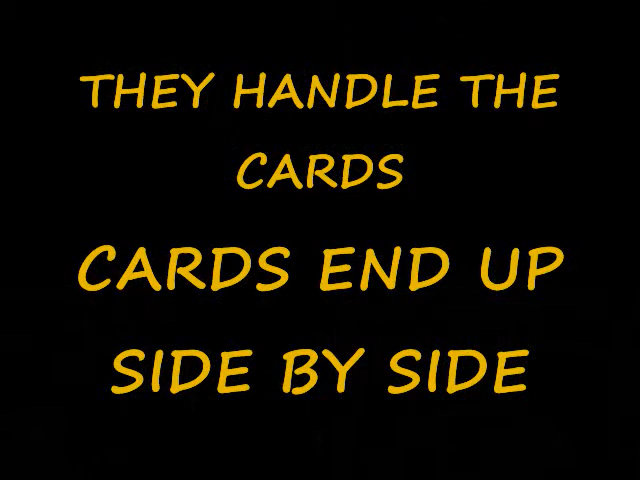 THEY HANDLE THE
CARDS
CARDS END UP
SIDE BY SIDE